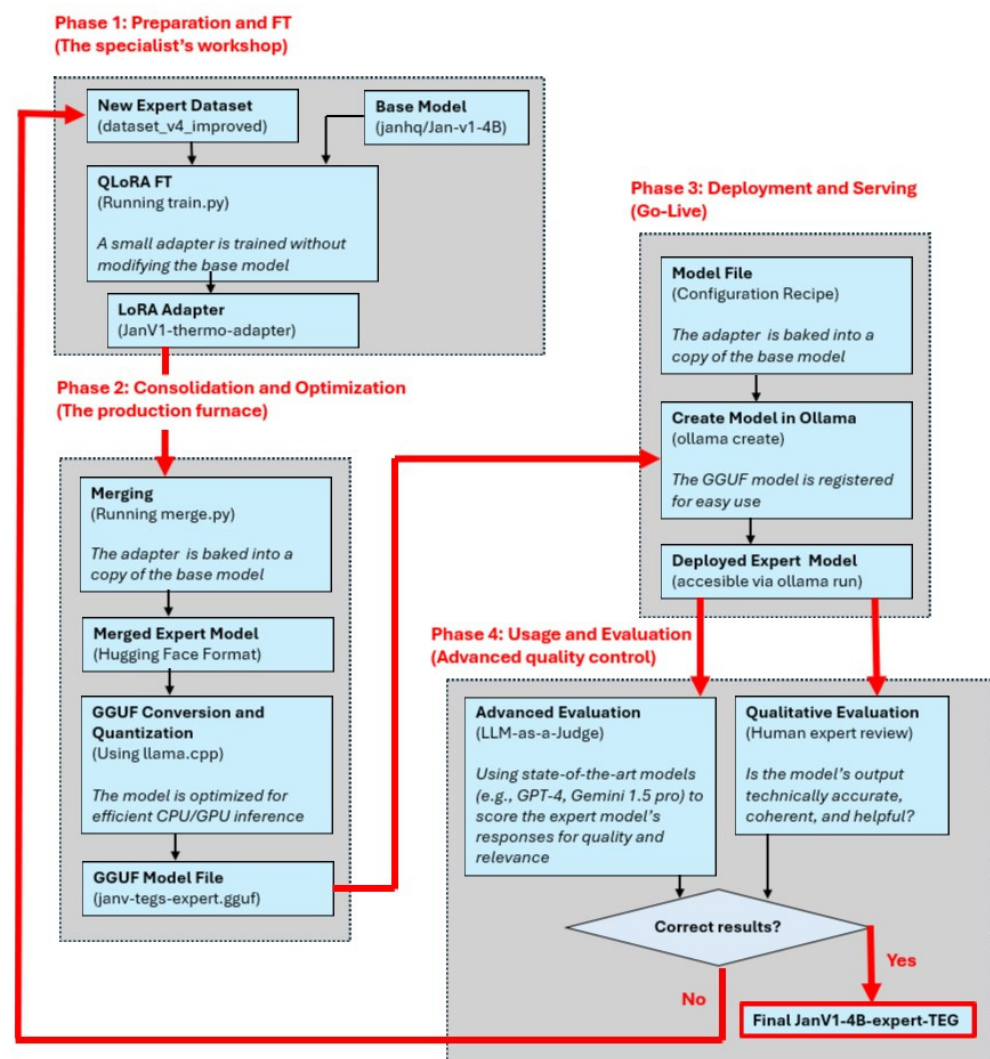 Phase 1: Preparation and FT
(The specialist's workshop)
New Expert Dataset
(dataset_v4_improved)
Base Model
(janhq/Jan-v1-4B)
QLoRA FT
(Running train.py)
A small adapter is trained without
modifying the base model
LoRA Adapter
(JanV1-thermo-adapter)
Phase 2: Consolidation and Optimization
(The production furnace)
Merging
(Running merge.py)
The adapter is baked into a
copy of the base model
Merged Expert Model
(Hugging Face Format)
GGUF Conversion and
Quantization
(Using llama.cpp)
The model is optimized for
efficient CPU/GPU inference
GGUF Model File
(janv-tegs-expert.gguf)
Phase 3: Deployment and Serving
(Go-Live)
Model File
(Configuration Recipe)
The adapter is baked into a
copy of the base model
Create Model in Ollama
(ollama create)
The GGUF model is registered
for easy use
Deployed Expert Model
(accesible via ollama run)
Phase 4: Usage and Evaluation
(Advanced quality control)
Advanced Evaluation
(LLM-as-a-Judge)
Using state-of-the-art models
(e.g., GPT-4, Gemini 1.5 pro) to
score the expert model's
responses for quality and
relevance
Qualitative Evaluation
(Human expert review)
Is the model's output
technically accurate,
coherent, and helpful?
Correct results?
Yes
No
Final JanV1-4B-expert-TEG